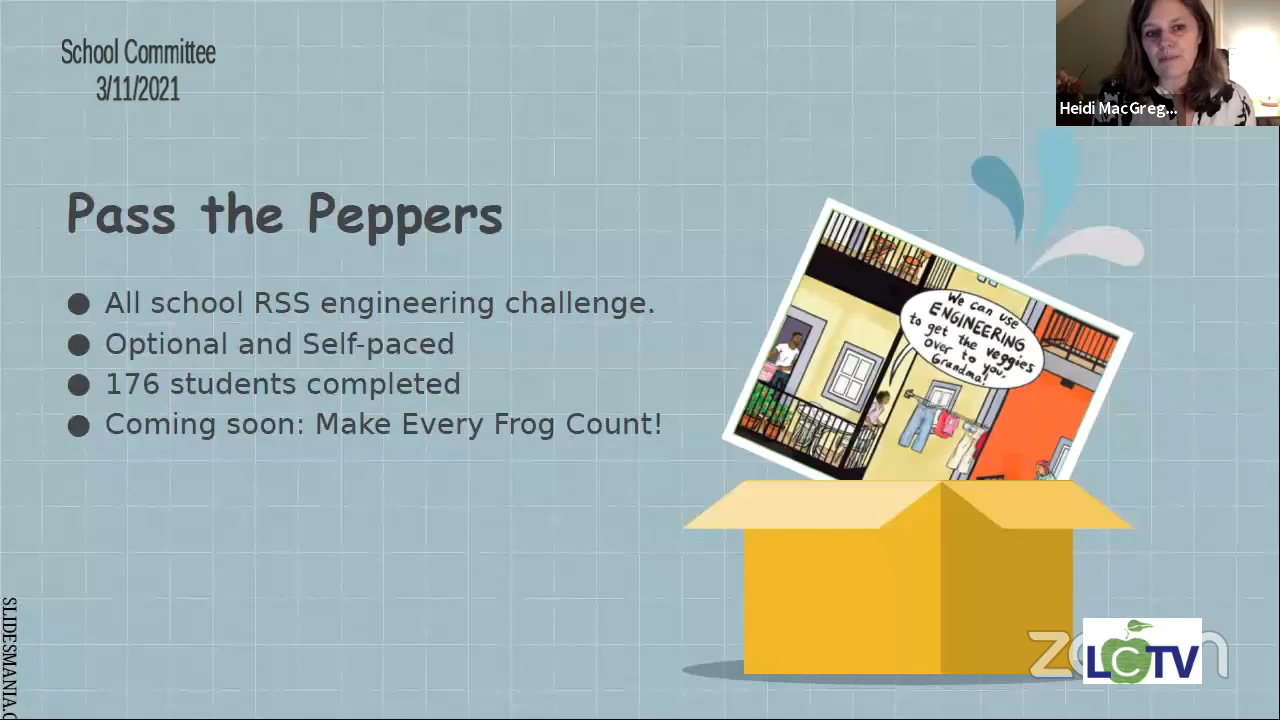 School Committee
3/11/2021
Heidi MacGreg...
Pass the Peppers
● All school RSS engineering challenge.
● Optional and Self-paced
● 176 students completed
● Coming soon: Make Every Frog Count!
We can use
ENGINEERING
to get the veggies
over to you,
Grandma!
SLIDESMANIA.C
LCTV